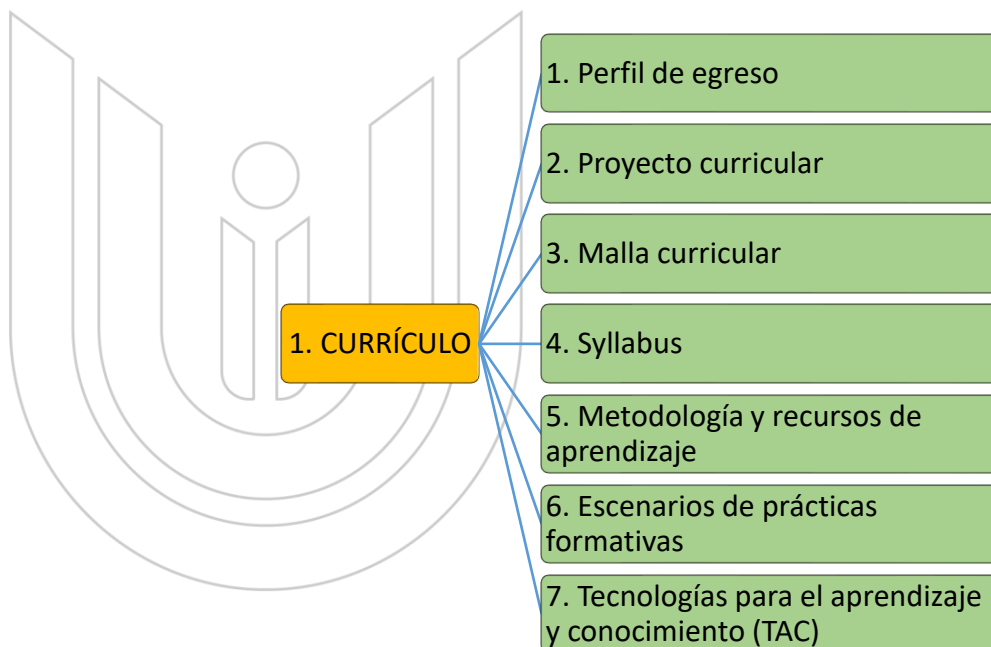 1. Perfil de egreso
2. Proyecto curricular
3. Malla curricular
1. CURRÍCULO
4. Syllabus
5. Metodología y recursos de
aprendizaje
6. Escenarios de prácticas
formativas
7. Tecnologías para el aprendizaje
y conocimiento (TAC)